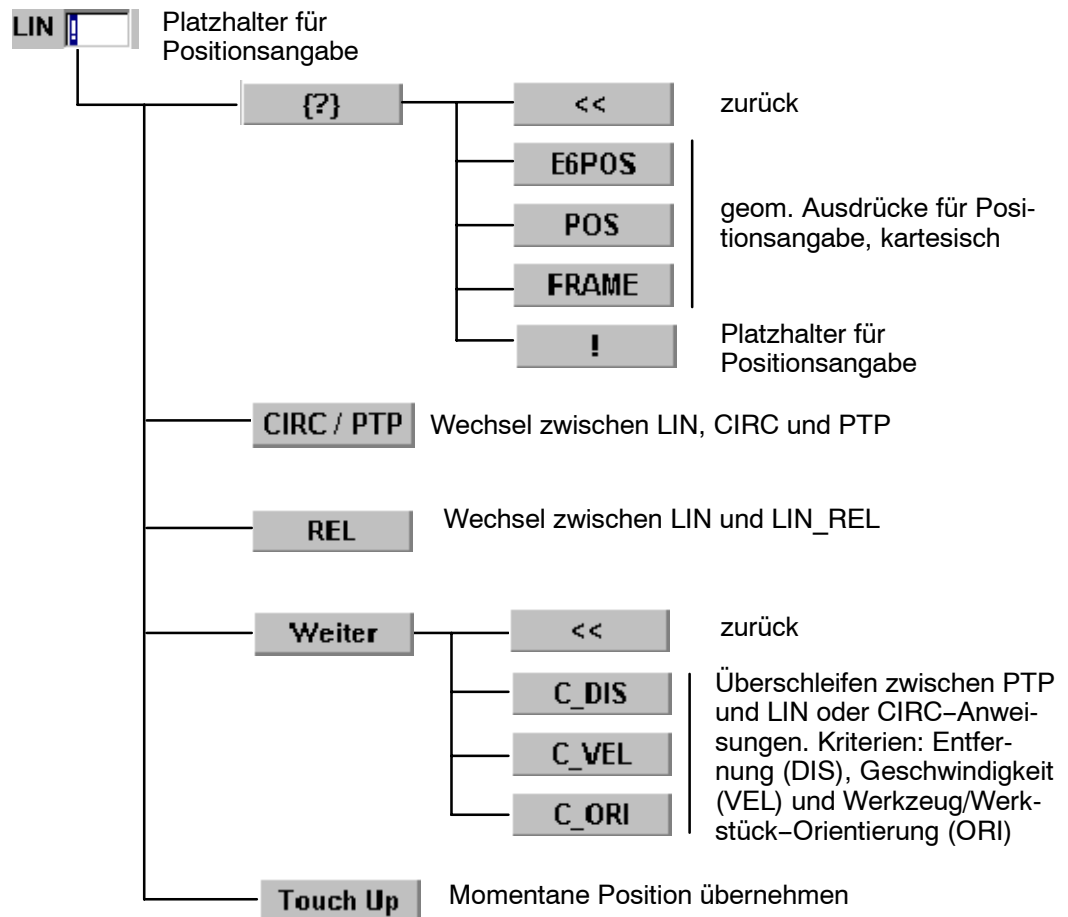 LIN ! Platzhalter für
Positionsangabe
{?} << zurück
E6POS
POS
geom. Ausdrücke für Posi-
tionsangabe, kartesisch
FRAME
! Platzhalter für
Positionsangabe
CIRC / PTP Wechsel zwischen LIN, CIRC und PTP
REL Wechsel zwischen LIN und LIN_REL
Weiter << zurück
C_DIS
C_VEL
C_ORI
Überschleifen zwischen PTP
und LIN oder CIRC–Anwei-
sungen. Kriterien: Entfer-
nung (DIS), Geschwindigkeit
(VEL) und Werkzeug/Werk-
stück–Orientierung (ORI)
Touch Up Momentane Position übernehmen